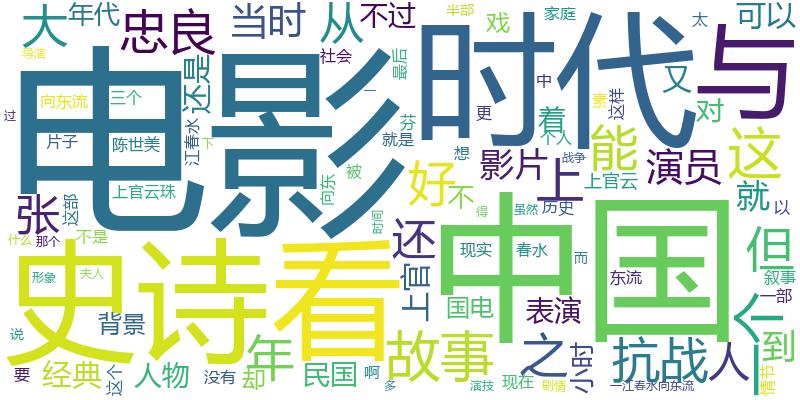 大
年代
忠良
当时
从
不过
半部
戏
家庭
太
可以
导演
社会
最后
电影
时代
与
还是
向东流
三个
一
中
更
又
这样
过
片子
陈世美
江春水
芬
就是
着
个人
豪
对
下
能
这
想
影片
上
战争
演员
上官云珠
向东
被
好
不
上官云
就
张
这部
得
虽然
历史
以
什么
那个
不是
时间
还
史诗
看
中国
现实
春水
而
但
形象
夫人
上官
东流
叙事
一部
国电
表演
个
说
背景
年
故事
之
小时
抗战
人
到
要
经典
这个
人物
没有
却
民国
啊
多
演技
现在
剧情
一江春水向东流
情节